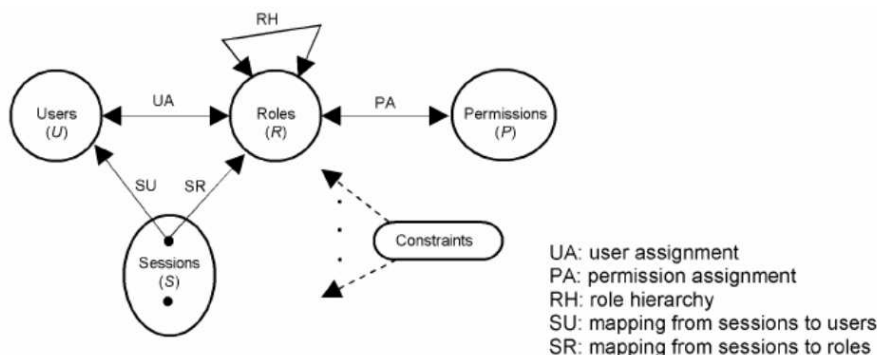 RH
Users
(U)
UA
Roles
(R)
PA
Permissions
(P)
SU
SR
Sessions
(S)
Constraints
UA: user assignment
PA: permission assignment
RH: role hierarchy
SU: mapping from sessions to users
SR: mapping from sessions to roles